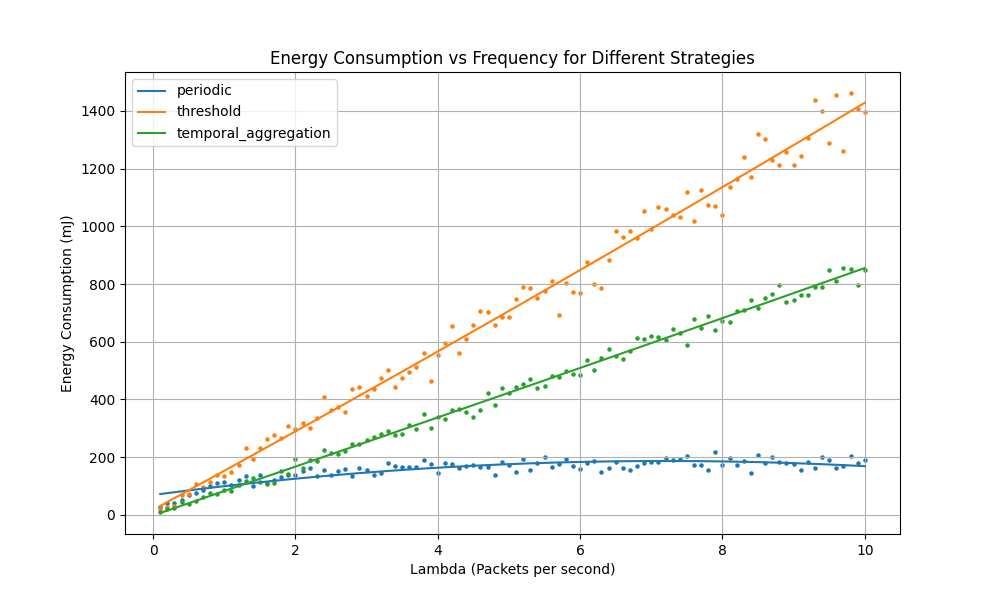 Energy Consumption vs Frequency for Different Strategies
periodic
threshold
temporal_aggregation
Energy Consumption (mJ)
1400
1200
1000
800
600
400
200
0
0 2 4 6 8 10
Lambda (Packets per second)